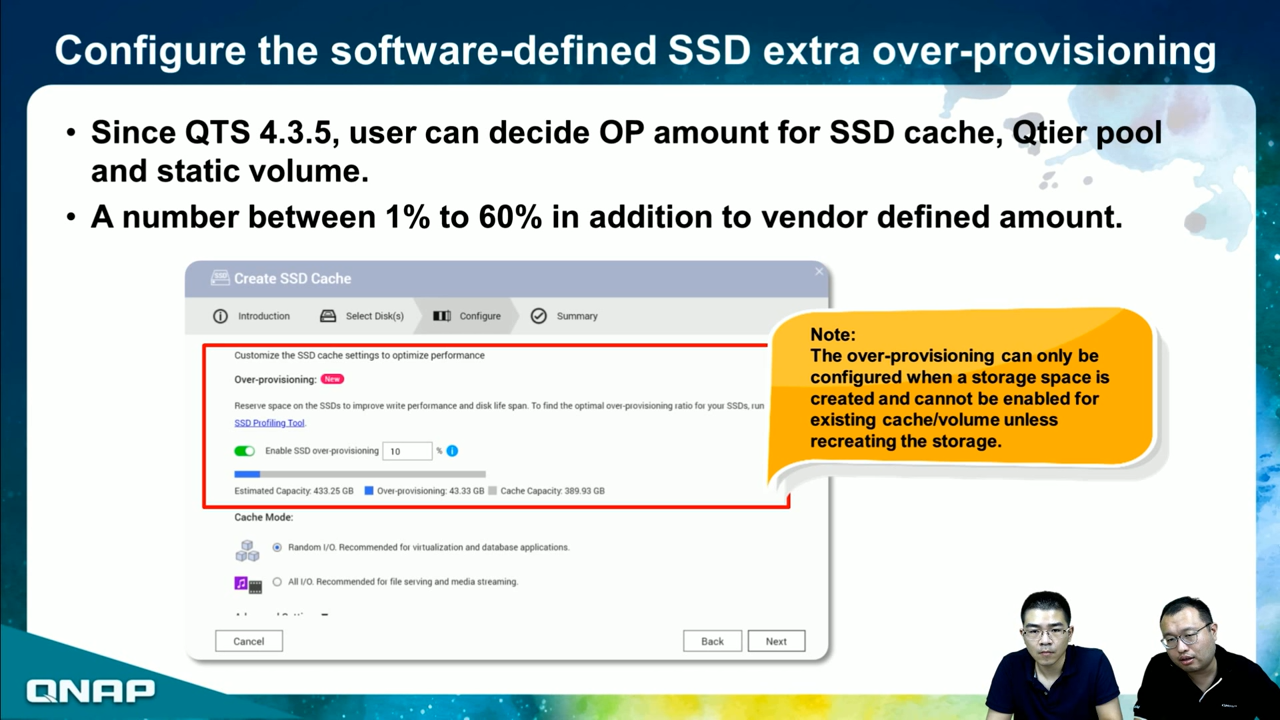 Configure the software-defined SSD extra over-provisioning
• Since QTS 4.3.5, user can decide OP amount for SSD cache, Qtier pool
and static volume.
• A number between 1% to 60% in addition to vendor defined amount.
Create SSD Cache
Introduction
Select Disk(s)
Configure
Summary
Customize the SSD cache settings to optimize performance
Over-provisioning: New
Reserve space on the SSDs to improve write performance and disk life span. To find the optimal over-provisioning ratio for your SSDs, run
SSD Profiling Tool.
Enable SSD over-provisioning 10 %
Estimated Capacity: 433.25 GB Over-provisioning: 43.33 GB Cache Capacity: 389.93 GB
Cache Mode:
Random I/O. Recommended for virtualization and database applications.
All I/O. Recommended for file serving and media streaming.
Cancel
Back
Next
Note:
The over-provisioning can only be
configured when a storage space is
created and cannot be enabled for
existing cache/volume unless
recreating the storage.
QNAP